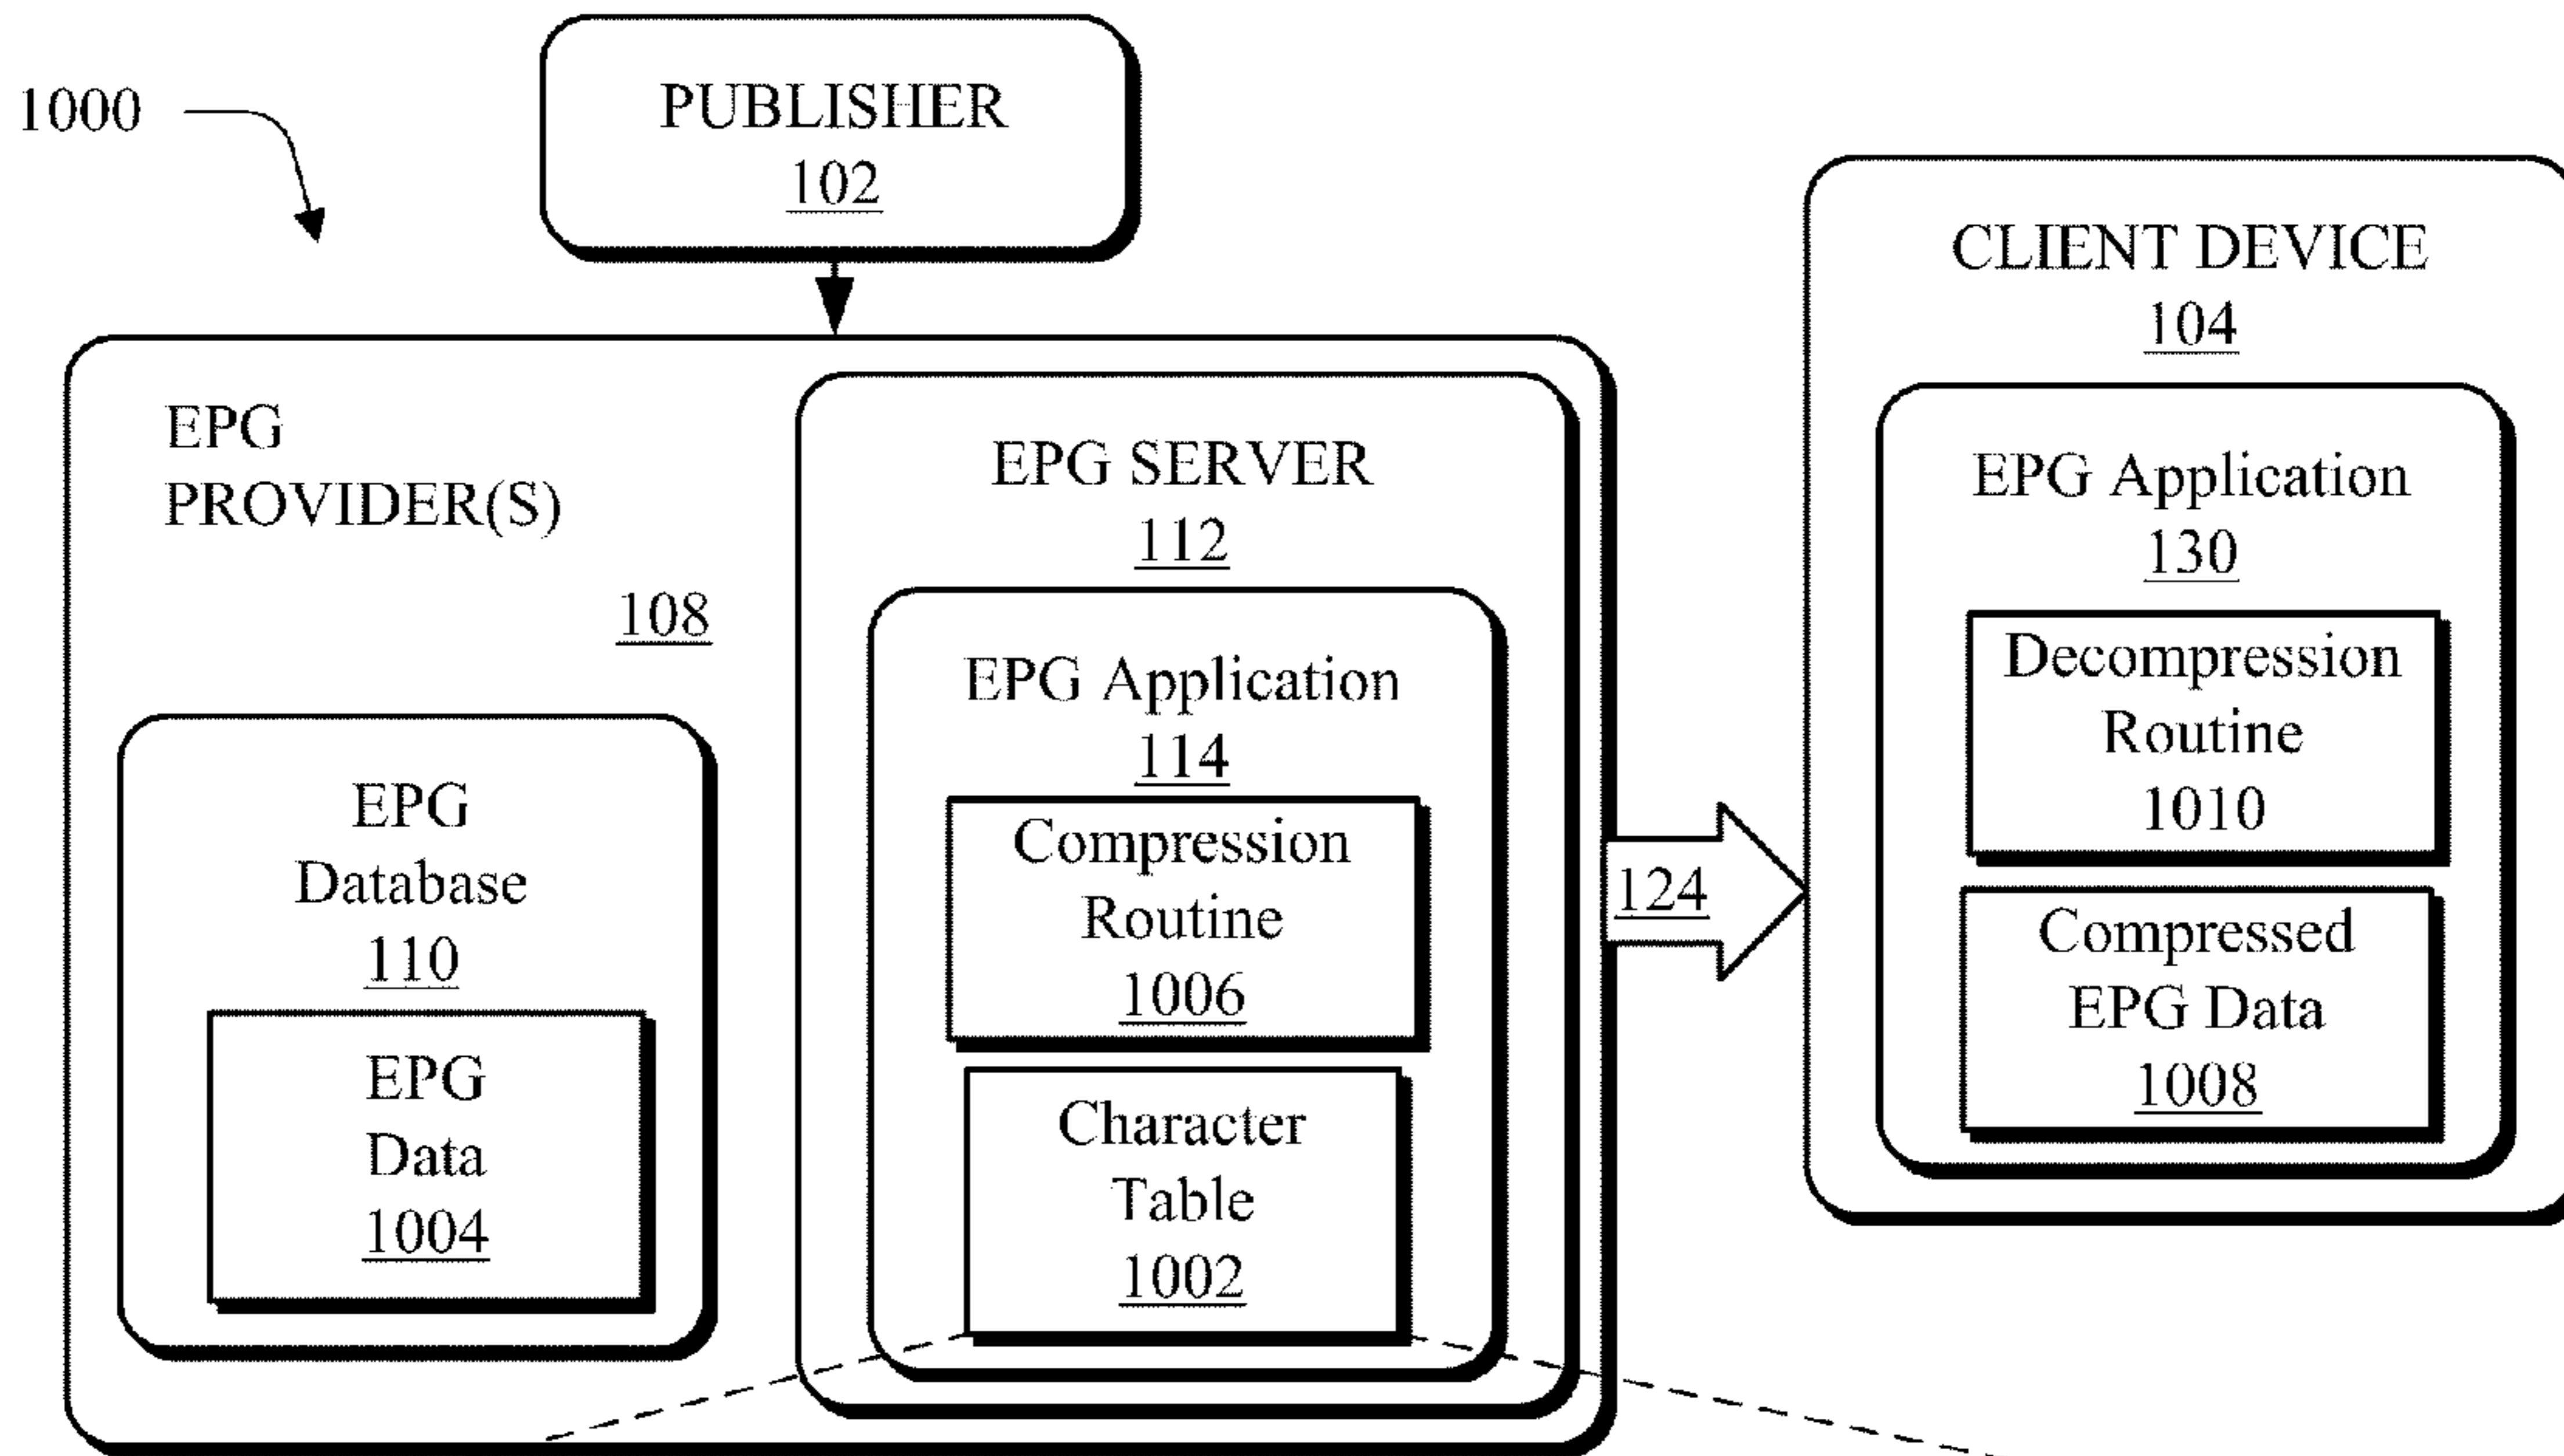 1000
PUBLISHER
102
EPG
PROVIDER(S)
108
EPG
Database
110
EPG
Data
1004
EPG SERVER
112
EPG Application
114
Compression
Routine
1006
Character
Table
1002
124
CLIENT DEVICE
104
EPG Application
130
Decompression
Routine
1010
Compressed
EPG Data
1008